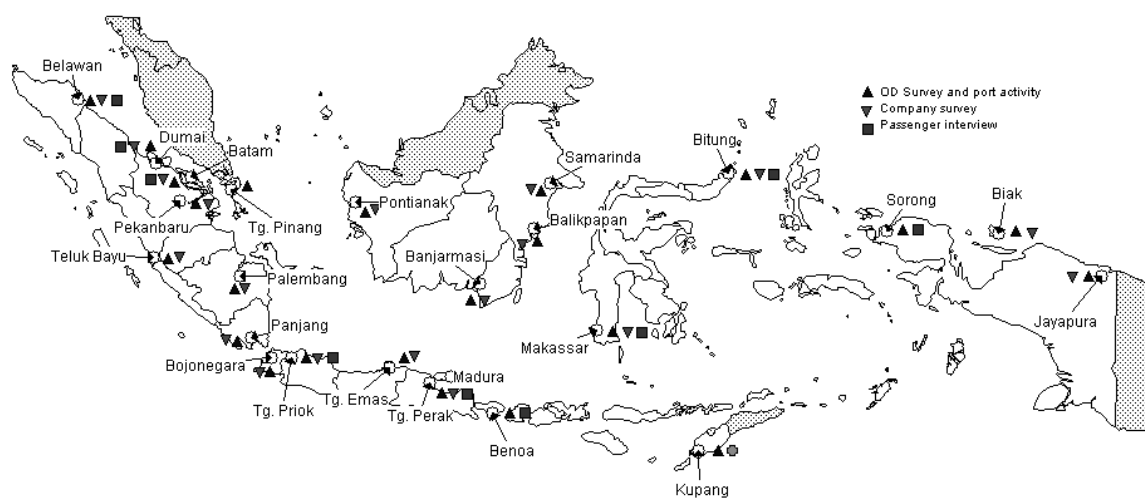 Belawan
OD Survey and port activity
Company survey
Passenger interview
Dumai
Batam
Bitung
Samarinda
Pontianak
Sorong
Biak
Pekanbaru
Tg. Pinang
Balikpapan
Teluk Bayu
Palembang
Banjarmasi
Panjang
Makassar
Jayapura
Bojonegara
Madura
Tg. Priok
Tg. Emas
Tg. Perak
Benoa
Kupang